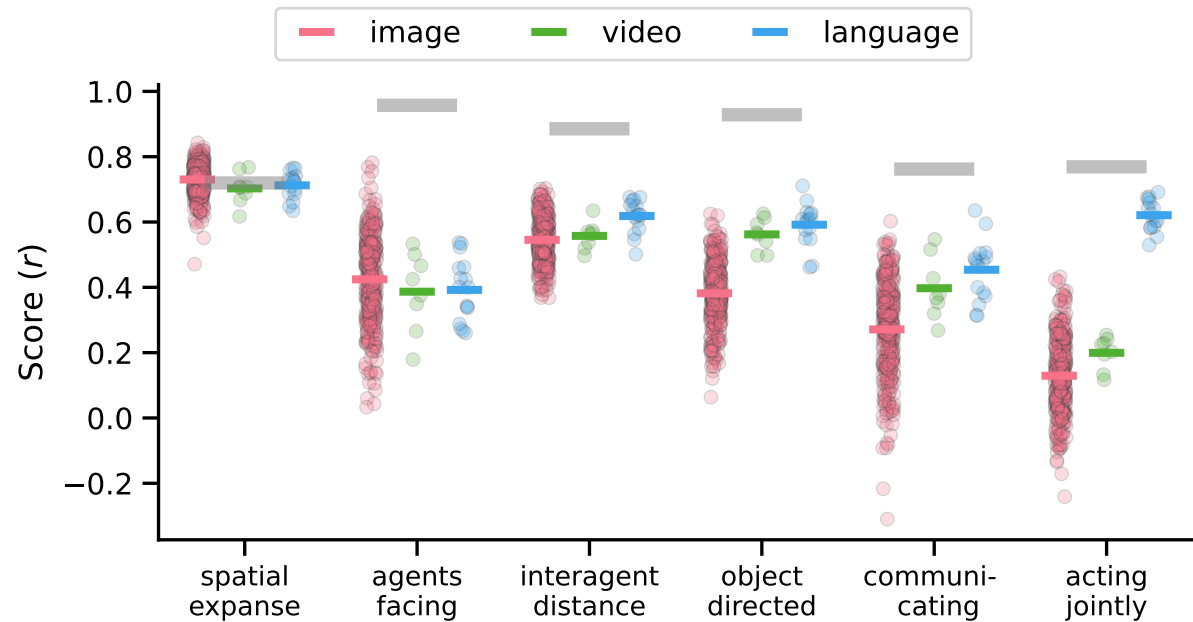 image video language
1.0
0.8
0.6
0.4
0.2
0.0
−0.2
Score (r)
spatial expanse
agents facing
interagent distance
object directed
communi-
cating
acting jointly